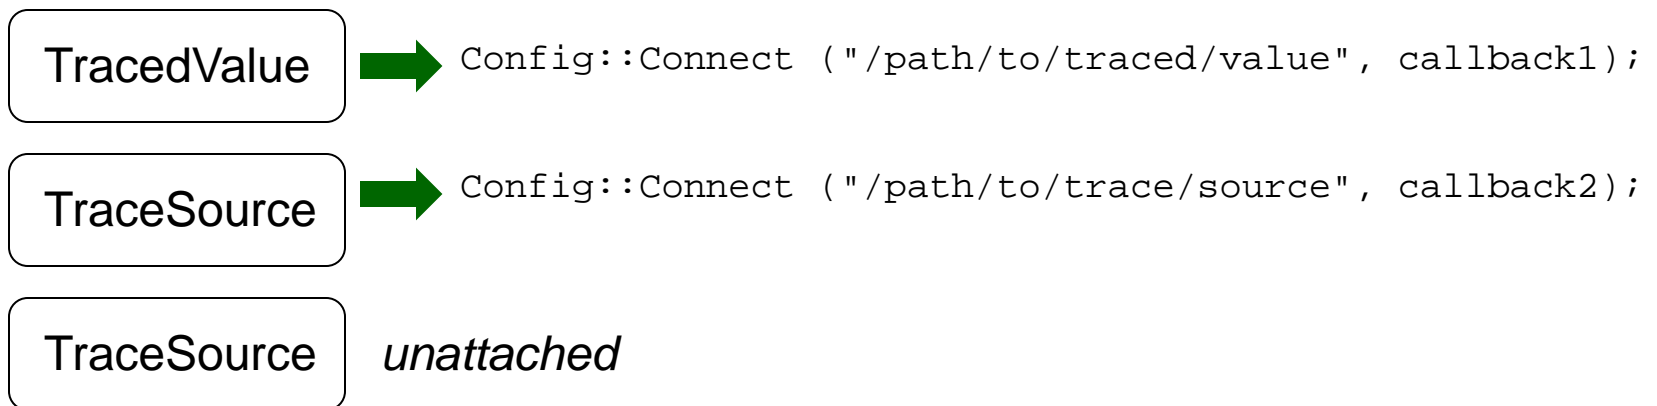 TracedValue Config::Connect ("/path/to/traced/value", callback1);
TraceSource Config::Connect ("/path/to/trace/source", callback2);
TraceSource unattached